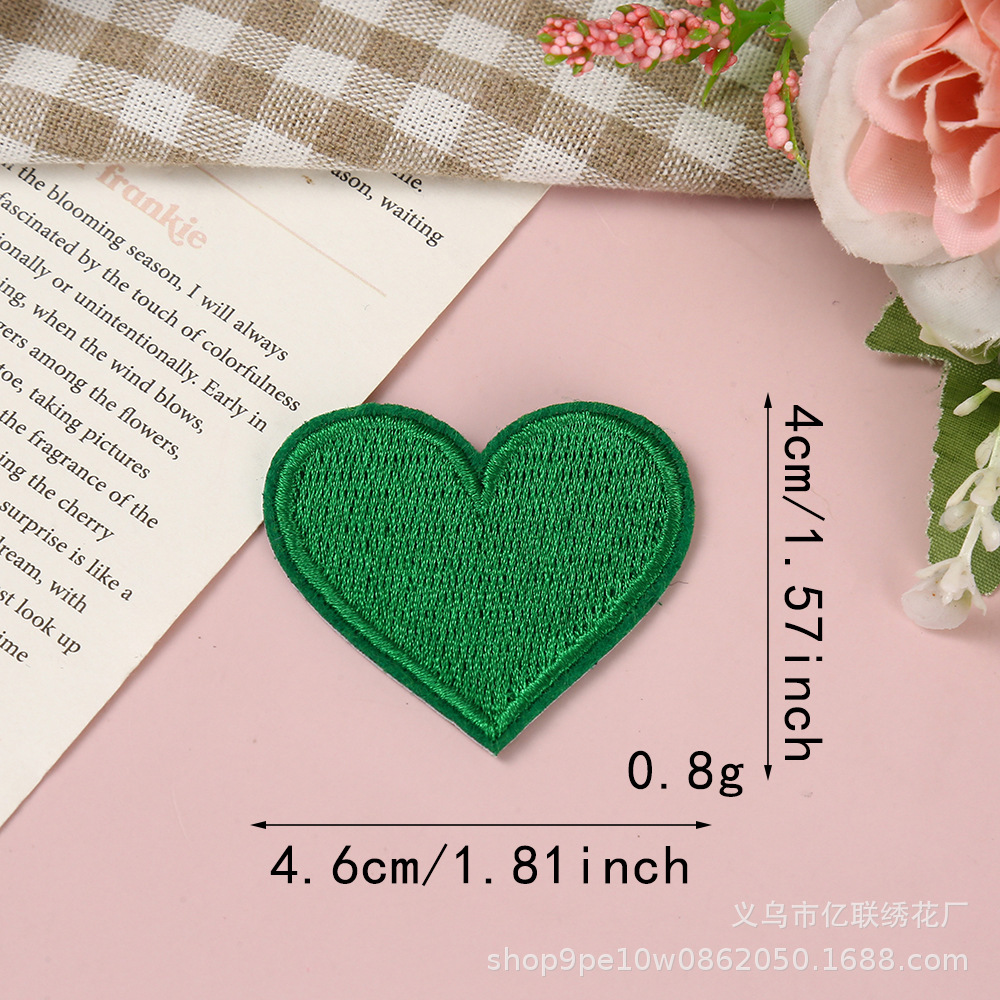 me.
ason, waiting
frankie
the blooming season, I will always
fascinated by the touch of colorfulness
ionally or unintentionally. Early in
ing, when the wind blows,
gers among the flowers,
toe, taking pictures
the fragrance of the
ing the cherry
surprise is like a
dream, with
st look up
ime
4cm/1.57inch
0.8g
4.6cm/1.81inch
义乌市亿联绣花厂
shop9pe10w0862050.1688.com